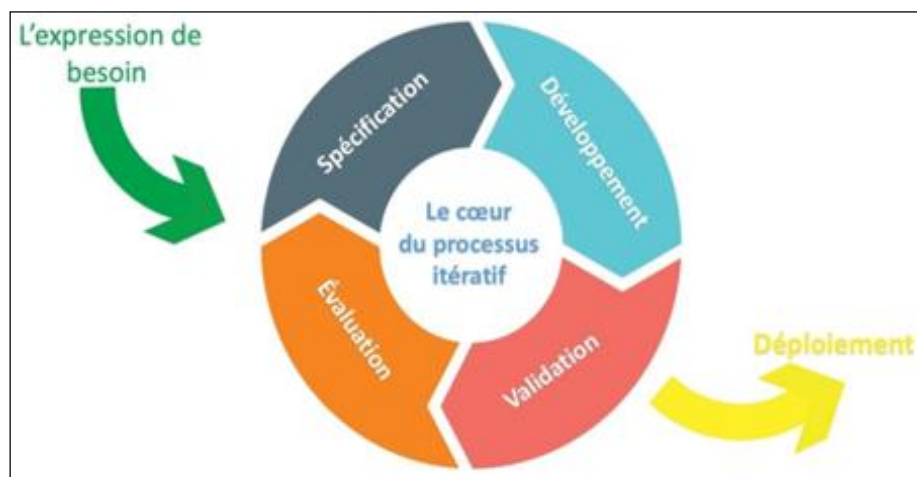 L'expression de
besoin
Spécification
Développement
Le cœur
du processus
itératif
Évaluation
Validation
Déploiement